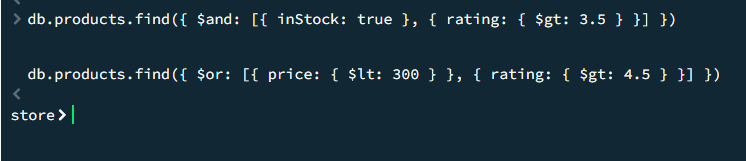 > db.products.find({ $and: [{ inStock: true }, { rating: { $gt: 3.5 } }] })
db.products.find({ $or: [{ price: { $lt: 300 } }, { rating: { $gt: 4.5 } }] })
<
store>